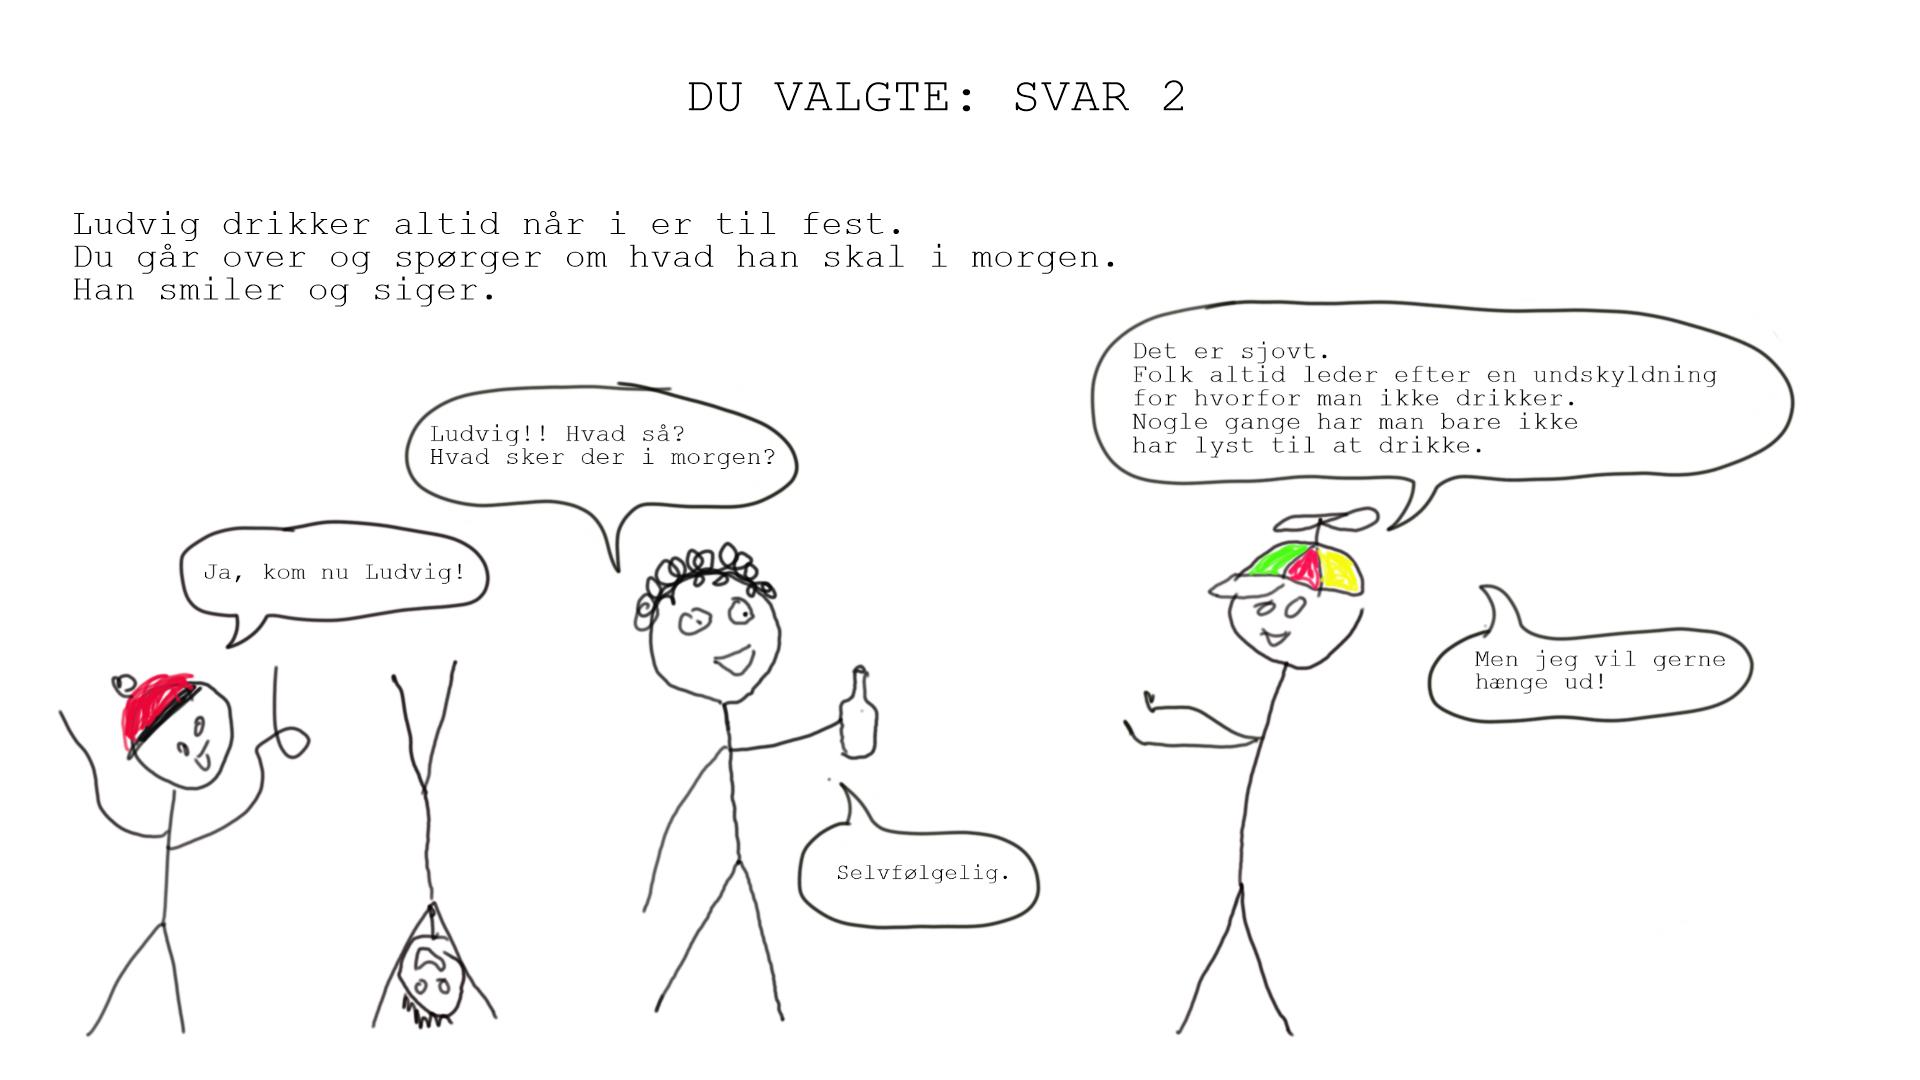 DU VALGTE: SVAR 2
Ludvig drikker altid når i er til fest.
Du går over og spørger om hvad han skal i morgen.
Han smiler og siger.
Ja, kom nu Ludvig!
Ludvig!! Hvad så?
Hvad sker der i morgen?
Det er sjovt.
Folk altid leder efter en undskyldning
for hvorfor man ikke drikker.
Nogle gange har man bare ikke
har lyst til at drikke.
Men jeg vil gerne
hænge ud!
Selvfølgelig.